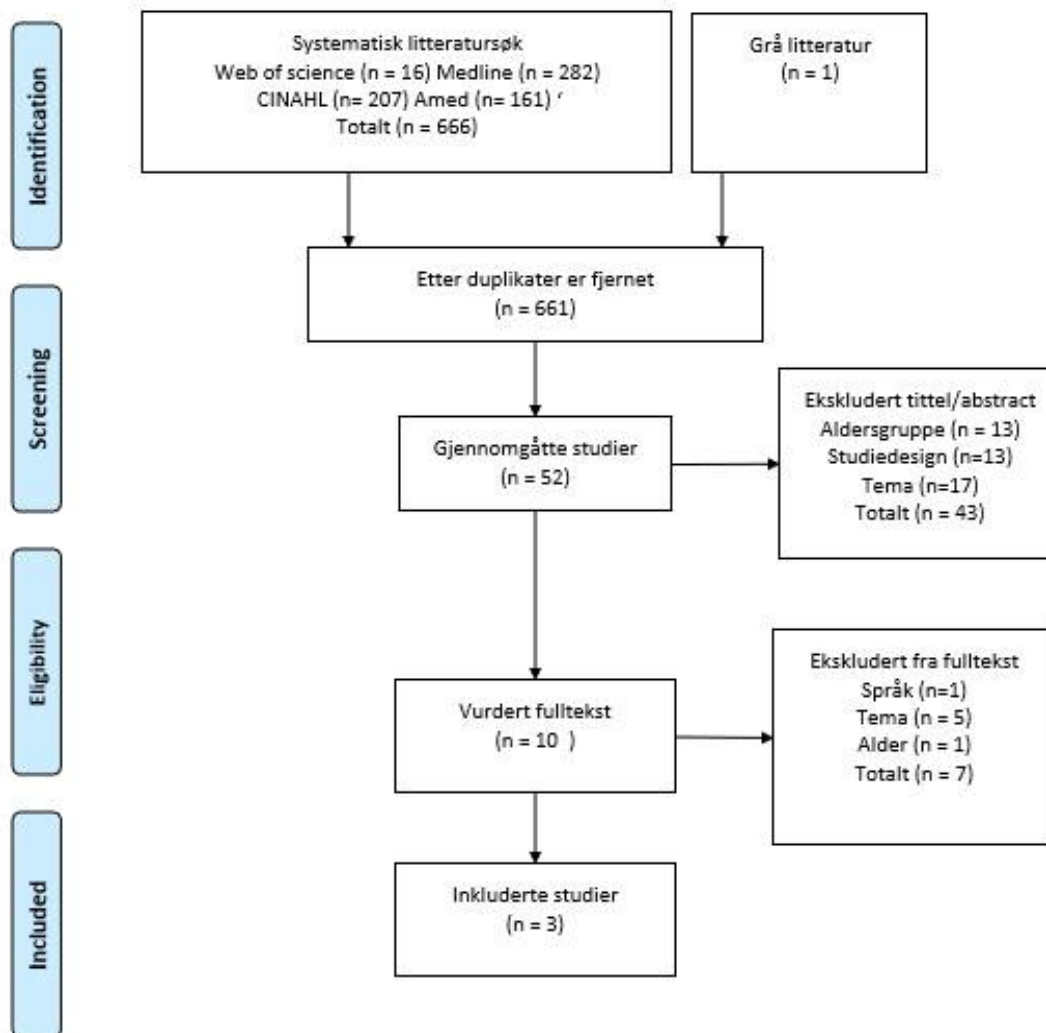 Identification
Systematisk litteratursøk
Web of science (n = 16) Medline (n = 282)
CINAHL (n= 207) Amed (n= 161) ‘
Totalt (n = 666)
Grå litteratur
(n = 1)
Etter duplikater er fjernet
(n = 661)
Screening
Gjennomgåtte studier
(n = 52)
Ekskludert tittel/abstract
Aldersgruppe (n = 13)
Studiedesign (n=13)
Tema (n=17)
Totalt (n = 43)
Eligibility
Vurdert fulltekst
(n = 10 )
Ekskludert fra fulltekst
Språk (n=1)
Tema (n = 5)
Alder (n = 1)
Totalt (n = 7)
Included
Inkluderte studier
(n = 3)